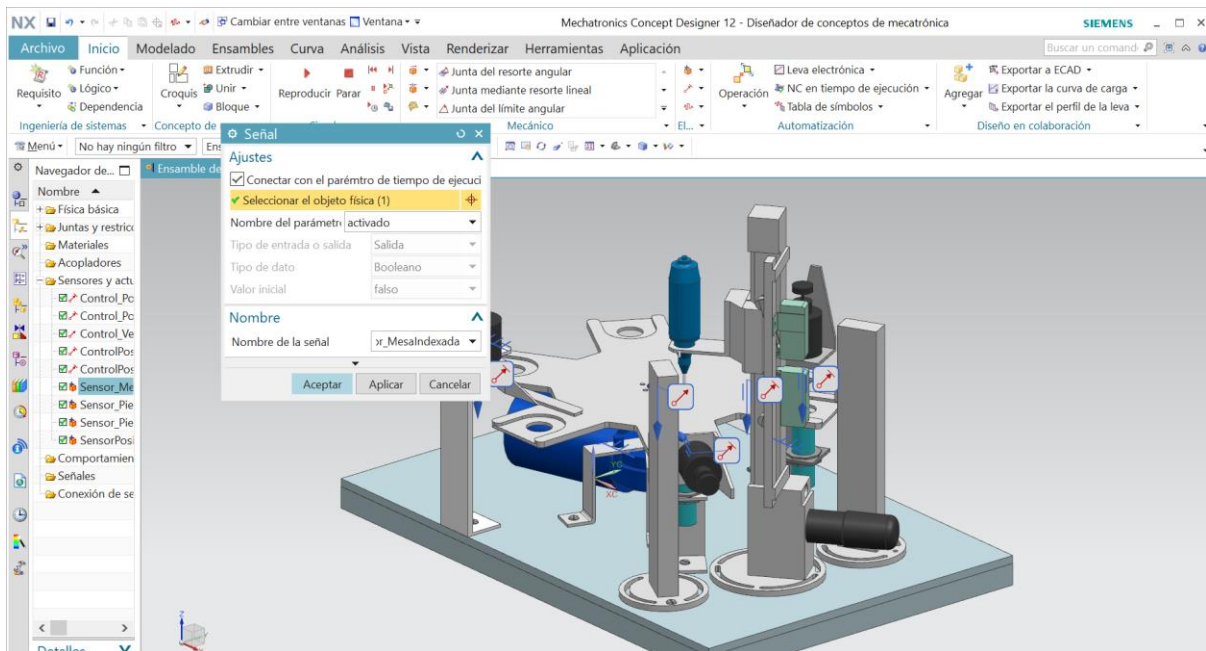 NX Cambiar entre ventanas Ventana Mechatronics Concept Designer 12 - Diseñador de conceptos de mecatrónica SIEMENS
Archivo Inicio Modelado Ensambles Curva Análisis Vista Renderizar Herramientas Aplicación Buscar un comand
Función Extrudir Junta del resorte angular Leva electrónica Exportar a ECAD
Requisito Lógico Croquis Unir Reproducir Parar Junta mediante resorte lineal Operación NC en tiempo de ejecución Agregar Exportar la curva de carga
Dependencia Bloque Junta del límite angular Tabla de símbolos Exportar el perfil de la leva
Ingeniería de sistemas Concepto de Mecánico El... Automatización Diseño en colaboración
Menú No hay ningún filtro Ens
Señal
Ajustes
Conectar con el parémtro de tiempo de ejecuci
Seleccionar el objeto física (1)
Nombre del parámetr activado
Tipo de entrada o salida Salida
Tipo de dato Booleano
Valor inicial falso
Nombre
Nombre de la señal or_MesaIndexada
Aceptar Aplicar Cancelar
Navegador de... Ensamble de
Nombre
Física básica
Juntas y restricc
Materiales
Acopladores
Sensores y actu
Control_Po
Control_Po
Control_Ve
ControlPos
ControlPos
Sensor_Me
Sensor_Pie
Sensor_Pie
SensorPosi
Comportamien
Señales
Conexión de se
Detalles
YC
XC
Z